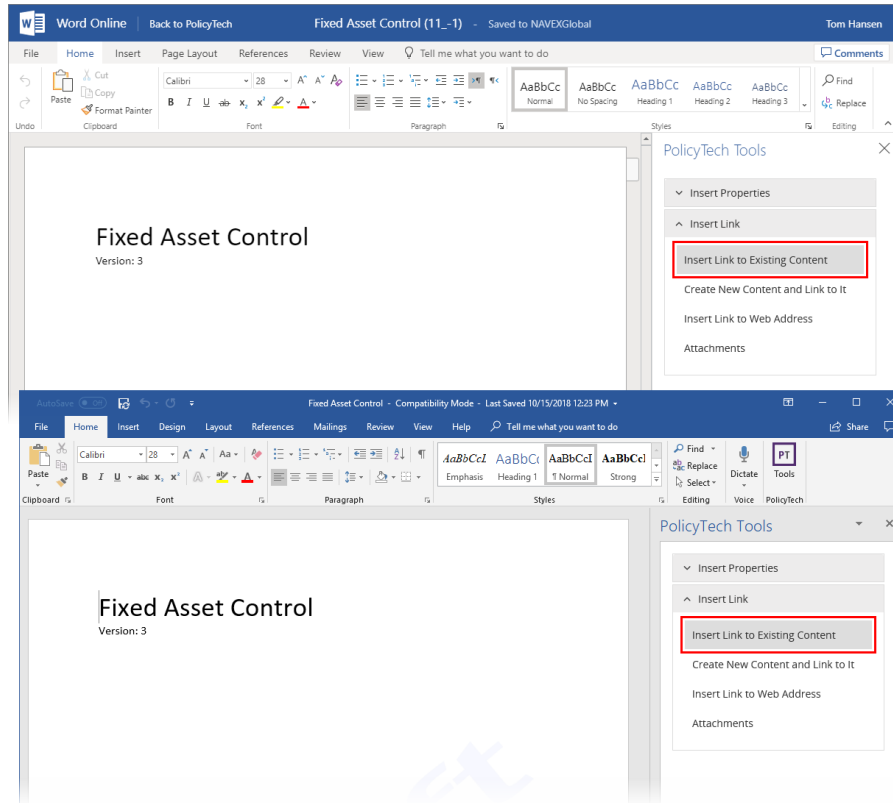 Word Online Back to PolicyTech Fixed Asset Control (11_-1) - Saved to NAVEXGlobal Tom Hansen
File Home Insert Page Layout References Review View Tell me what you want to do Comments
Cut
Copy
Paste
Format Painter
Calibri 28
B I U abc x₂ x²
AaBbCc AaBbCc AaBbCc AaBbCc AaBbCc
Normal No Spacing Heading 1 Heading 2 Heading 3
Find
Replace
Undo Clipboard Font Paragraph Styles Editing
PolicyTech Tools
Insert Properties
Insert Link
Insert Link to Existing Content
Create New Content and Link to It
Insert Link to Web Address
Attachments
Fixed Asset Control
Version: 3
AutoSave Off Fixed Asset Control - Compatibility Mode - Last Saved 10/15/2018 12:23 PM
File Home Insert Design Layout References Mailings Review View Help Tell me what you want to do Share
Paste
Calibri 28 A A Aa
B I U abc x₂ x² A A
AaBbCcI AaBbC( AaBbCcI AaBbCcl
Emphasis Heading 1 ¶ Normal Strong
Find
Replace
Select
Dictate
PT
Tools
Clipboard Font Paragraph Styles Editing Voice PolicyTech
PolicyTech Tools
Insert Properties
Insert Link
Insert Link to Existing Content
Create New Content and Link to It
Insert Link to Web Address
Attachments
Fixed Asset Control
Version: 3